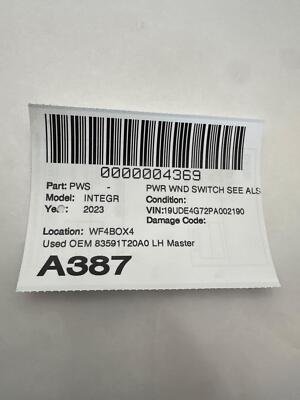 0000004369
Part: PWS - PWR WND SWITCH SEE ALS
Model: INTEGR Condition:
Year: 2023 VIN:19UDE4G72PA002190
Damage Code:
Location: WF4BOX4
Used OEM 83591T20A0 LH Master
A387